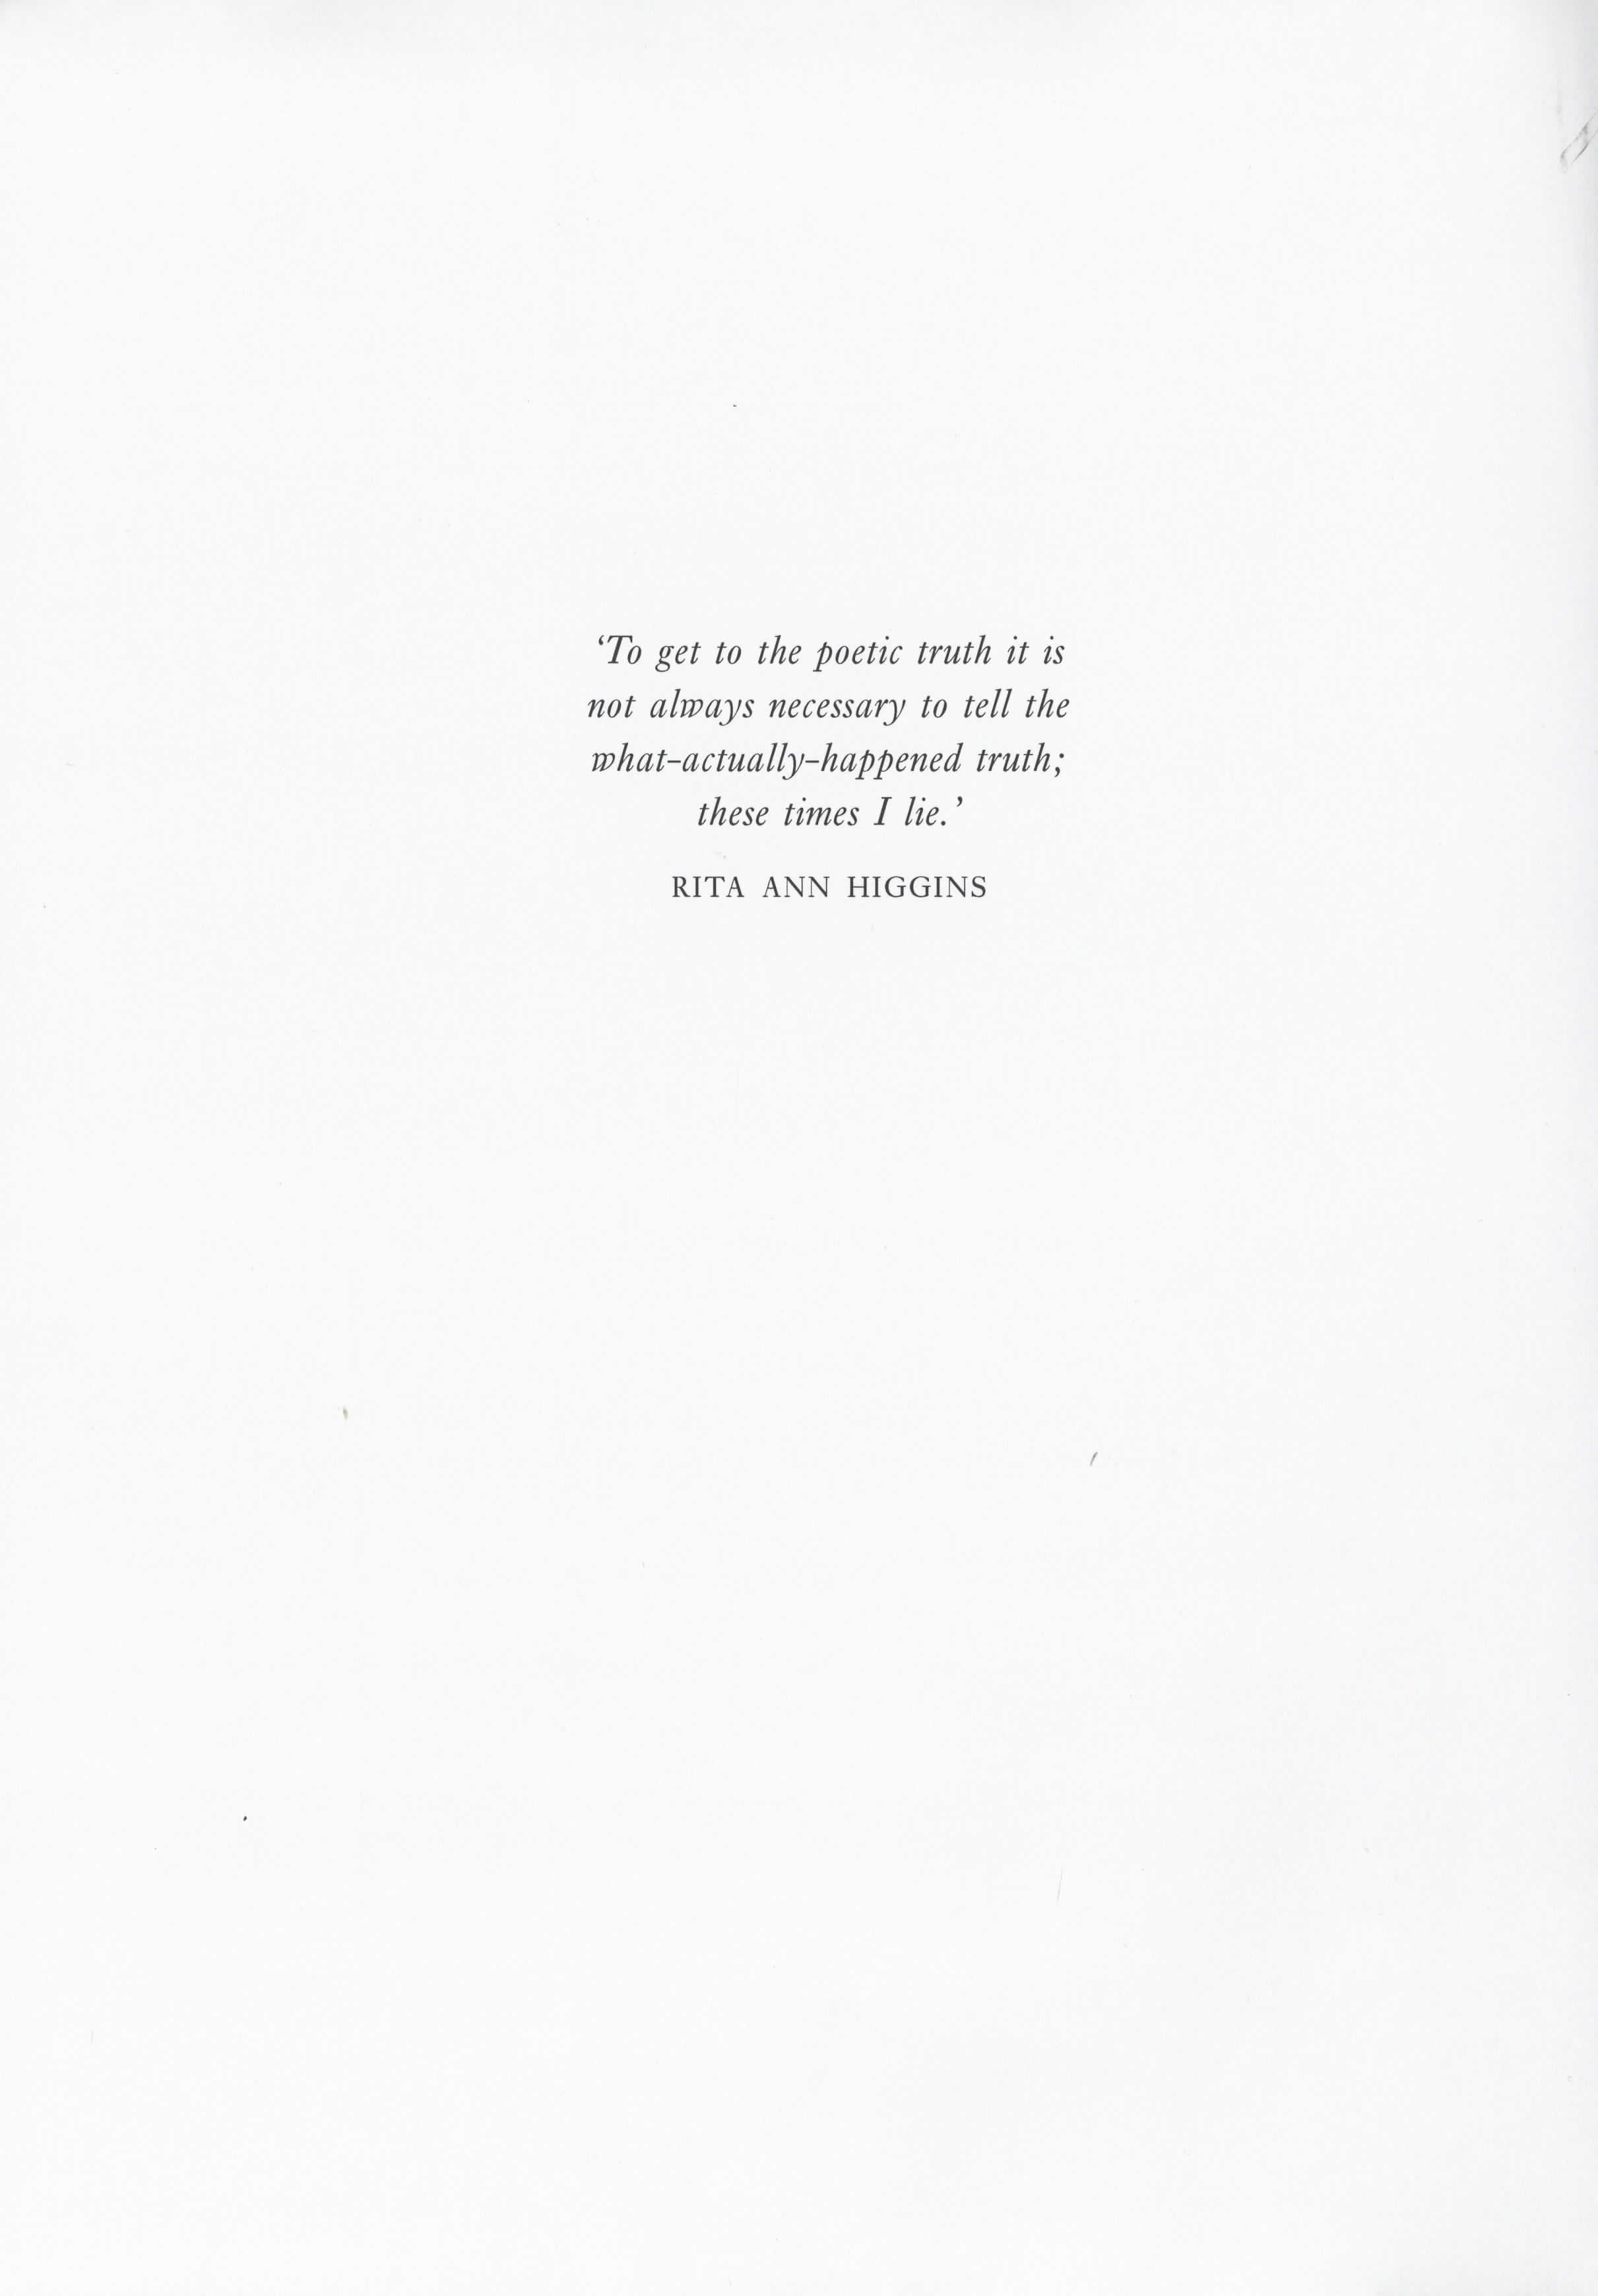 ‘To get to the poetic truth it is
not always necessary to tell the
what-actually-happened truth;
these times I lie.’
RITA ANN HIGGINS